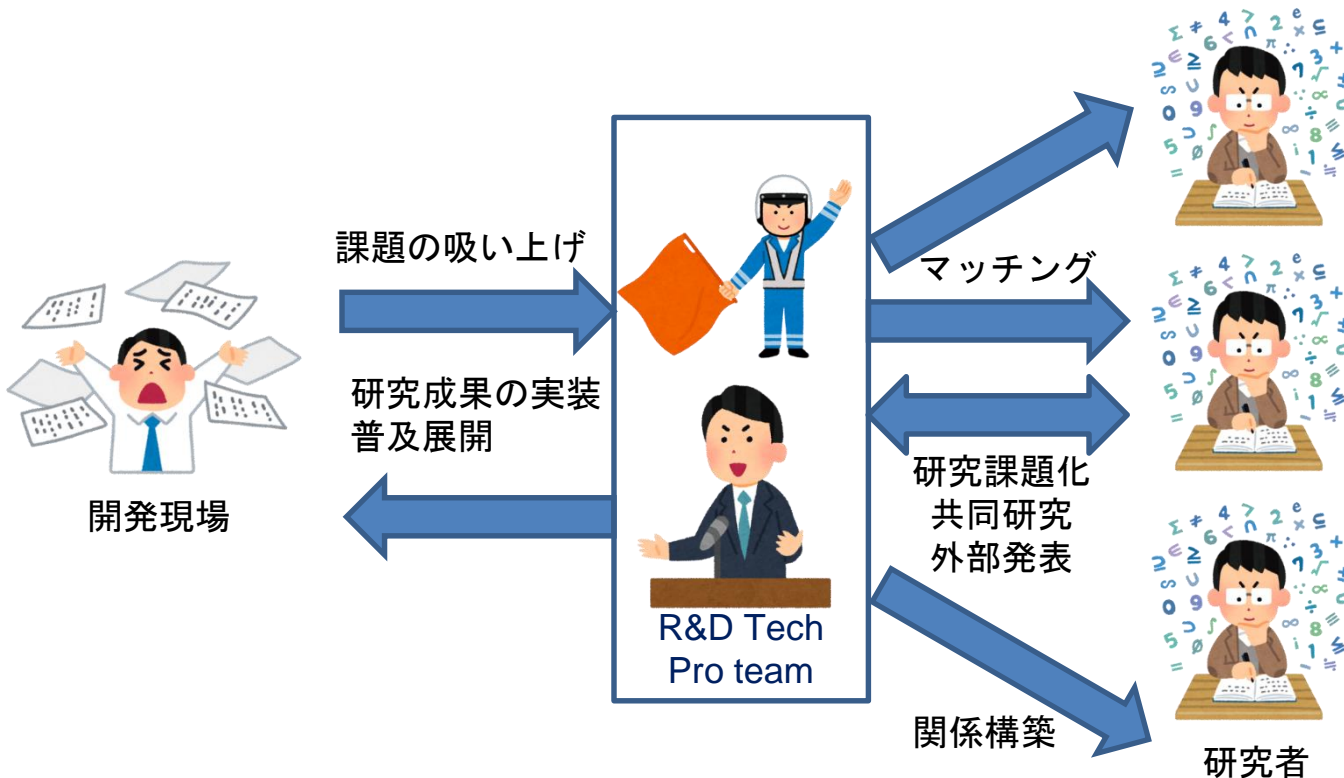 課題の吸い上げ
研究成果の実装
普及展開
開発現場
R&D Tech
Pro team
マッチング
研究課題化
共同研究
外部発表
関係構築
研究者